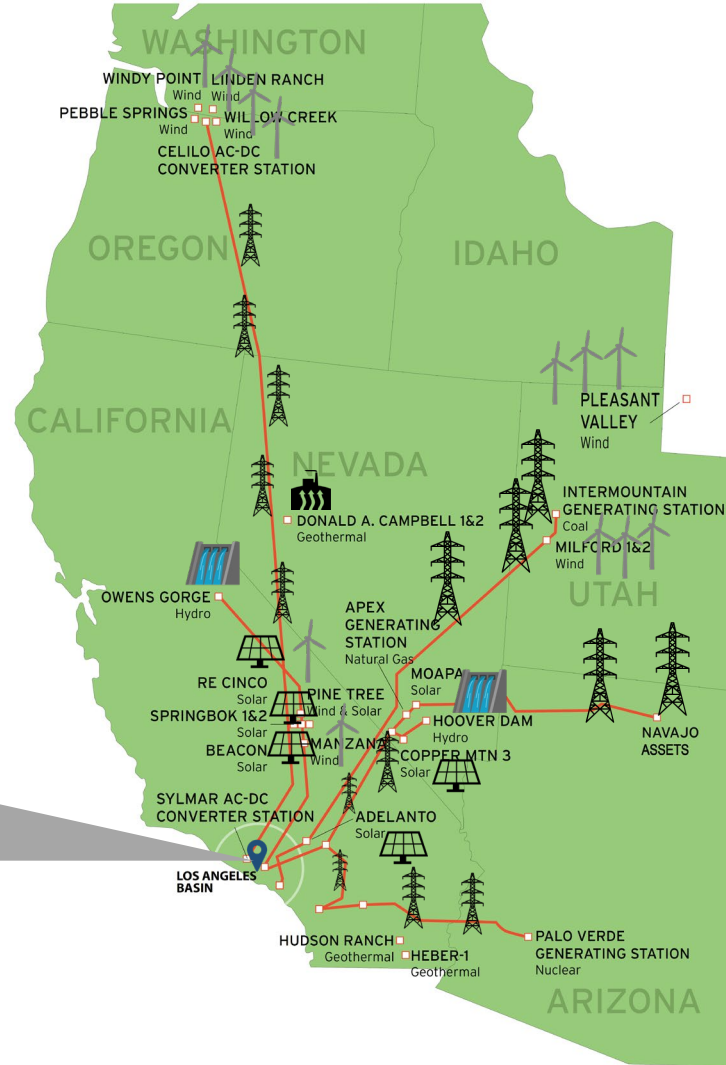 WASHINGTON
WINDY POINT
Wind
LINDEN RANCH
Wind
PEBBLE SPRINGS
Wind
WILLOW CREEK
Wind
CELILO AC-DC
CONVERTER STATION
OREGON
IDAHO
CALIFORNIA
NEVADA
PLEASANT
VALLEY
Wind
INTERMOUNTAIN
GENERATING STATION
Coal
MILFORD 1&2
Wind
UTAH
DONALD A. CAMPBELL 1&2
Geothermal
OWENS GORGE
Hydro
APEX
GENERATING
STATION
Natural Gas
MOAPA
Solar
RE CINCO
Solar
PINE TREE
Wind & Solar
SPRINGBOK 1&2
Solar
HOOVER DAM
Hydro
NAVAJO
ASSETS
BEACON
Solar
MANZANA
Wind
COPPER MTN 3
Solar
SYLMAR AC-DC
CONVERTER STATION
ADELANTO
Solar
LOS ANGELES
BASIN
HUDSON RANCH
Geothermal
HEBER-1
Geothermal
PALO VERDE
GENERATING STATION
Nuclear
ARIZONA